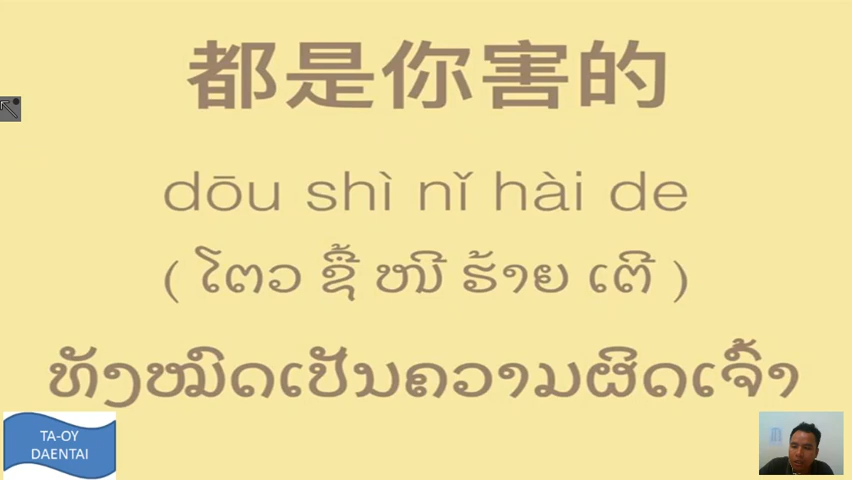 都是你害的
dōu shì nǐ hài de
( ໂຕວ ຊື້ ໜີ ຮ້າຍ ເຕີ )
ທັງໝົດເປັນຄວາມຜິດເຈົ້າ
TA-OY
DAENTAI